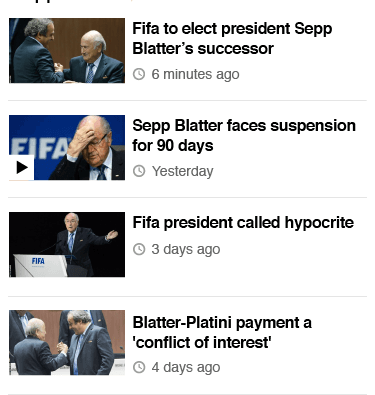 Fifa to elect president Sepp
Blatter's successor
6 minutes ago
FIFA
Sepp Blatter faces suspension
for 90 days
Yesterday
FIFA
Fifa president called hypocrite
3 days ago
Blatter-Platini payment a
'conflict of interest'
4 days ago